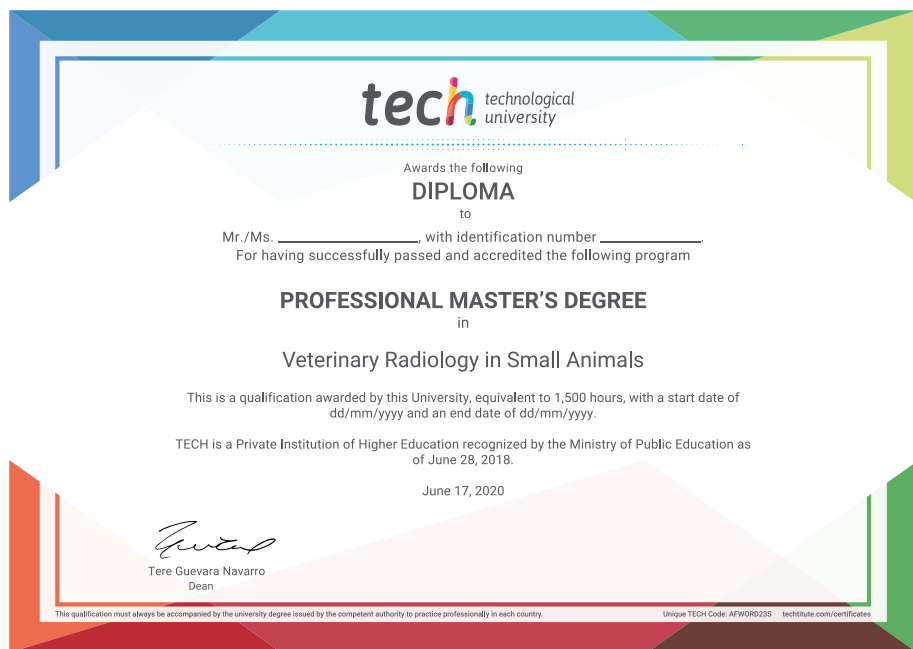 tech technological
university
Awards the following
DIPLOMA
to
Mr./Ms. ____________________, with identification number ______________.
For having successfully passed and accredited the following program
PROFESSIONAL MASTER’S DEGREE
in
Veterinary Radiology in Small Animals
This is a qualification awarded by this University, equivalent to 1,500 hours, with a start date of
dd/mm/yyyy and an end date of dd/mm/yyyy.
TECH is a Private Institution of Higher Education recognized by the Ministry of Public Education as
of June 28, 2018.
June 17, 2020
Tere Guevara Navarro
Dean
This qualification must always be accompanied by the university degree issued by the competent authority to practice professionally in each country. Unique TECH Code: AFWORD23S techtitute.com/certificates